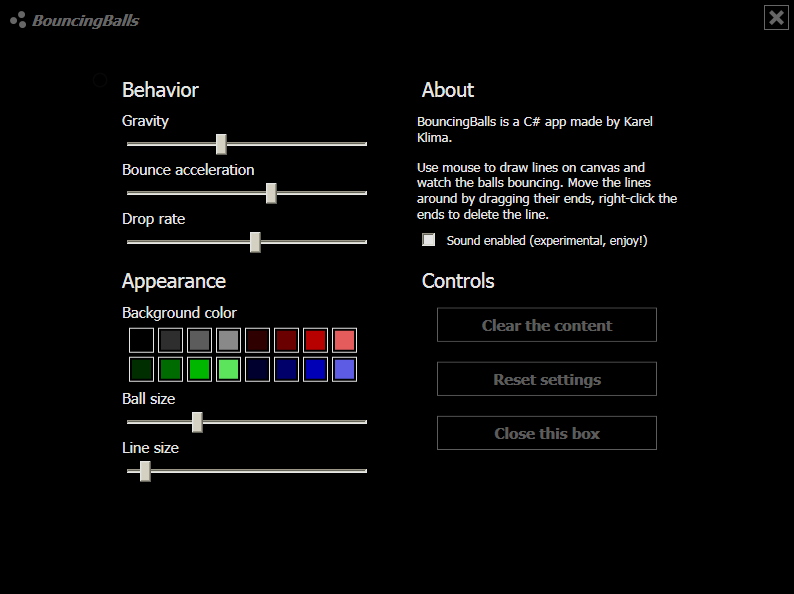 BouncingBalls
Behavior
Gravity
Bounce acceleration
Drop rate
Appearance
Background color
Ball size
Line size
About
BouncingBalls is a C# app made by Karel
Klima.
Use mouse to draw lines on canvas and
watch the balls bouncing. Move the lines
around by dragging their ends, right-click the
ends to delete the line.
Sound enabled (experimental, enjoy!)
Controls
Clear the content
Reset settings
Close this box